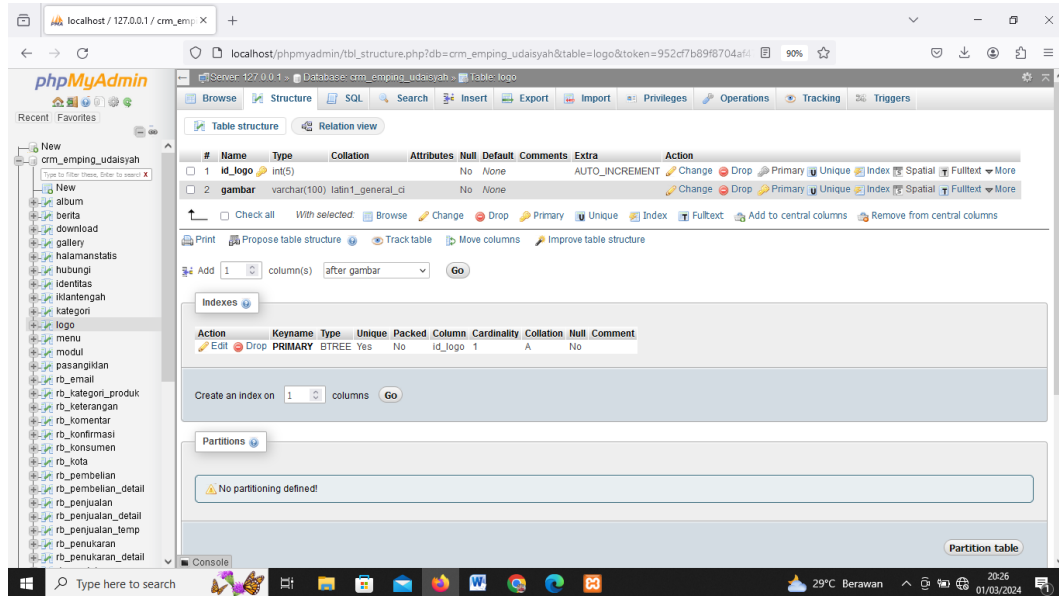 localhost / 127.0.0.1 / crm_emp
localhost/phpmyadmin/tbl_structure.php?db=crm_emping_udaisyah&table=logo&token=952cf7b89f8704af4
90%
phpMyAdmin
Recent Favorites
New
crm_emping_udaisyah
Type to filter these, Enter to search X
New
album
berita
download
gallery
halamanstatis
hubungi
identitas
iklantengah
kategori
logo
menu
modul
pasangiklan
rb_email
rb_kategori_produk
rb_keterangan
rb_komentar
rb_konfirmasi
rb_konsumen
rb_kota
rb_pembelian
rb_pembelian_detail
rb_penjualan
rb_penjualan_detail
rb_penjualan_temp
rb_penukaran
rb_penukaran_detail
Server: 127.0.0.1 » Database: crm_emping_udaisyah » Table: logo
Browse Structure SQL Search Insert Export Import Privileges Operations Tracking Triggers
Table structure Relation view
# Name Type Collation Attributes Null Default Comments Extra Action
1 id_logo int(5) No None AUTO_INCREMENT Change Drop Primary Unique Index Spatial Fulltext More
2 gambar varchar(100) latin1_general_ci No None Change Drop Primary Unique Index Spatial Fulltext More
Check all With selected: Browse Change Drop Primary Unique Index Fulltext Add to central columns Remove from central columns
Print Propose table structure Track table Move columns Improve table structure
Add 1 column(s) after gambar Go
Indexes
Action Keyname Type Unique Packed Column Cardinality Collation Null Comment
Edit Drop PRIMARY BTREE Yes No id_logo 1 A No
Create an index on 1 columns Go
Partitions
No partitioning defined!
Partition table
Console
Type here to search
29°C Berawan
20:26
01/03/2024